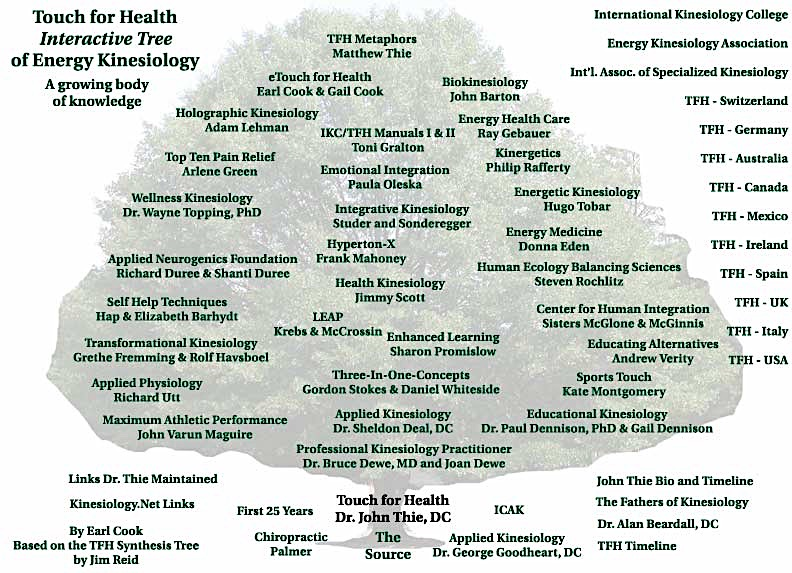 Touch for Health
Interactive Tree
of Energy Kinesiology
A growing body
of knowledge
International Kinesiology College
Energy Kinesiology Association
Int'l. Assoc. of Specialized Kinesiology
TFH - Switzerland
TFH - Germany
TFH - Australia
TFH - Canada
TFH - Mexico
TFH - Ireland
TFH - Spain
TFH - UK
TFH - Italy
TFH - USA
TFH Metaphors
Matthew Thie
eTouch for Health
Earl Cook & Gail Cook
Biokinesiology
John Barton
Holographic Kinesiology
Adam Lehman
IKC/TFH Manuals I & II
Toni Gralton
Energy Health Care
Ray Gebauer
Top Ten Pain Relief
Arlene Green
Emotional Integration
Paula Oleska
Kinergetics
Philip Rafferty
Wellness Kinesiology
Dr. Wayne Topping, PhD
Integrative Kinesiology
Studer and Sonderegger
Energetic Kinesiology
Hugo Tobar
Hyperton-X
Frank Mahoney
Energy Medicine
Donna Eden
Applied Neurogenics Foundation
Richard Duree & Shanti Duree
Health Kinesiology
Jimmy Scott
Human Ecology Balancing Sciences
Steven Rochlitz
Self Help Techniques
Hap & Elizabeth Barhydt
LEAP
Krebs & McCrossin
Center for Human Integration
Sisters McGlone & McGinnis
Transformational Kinesiology
Grethe Fremming & Rolf Havsboel
Enhanced Learning
Sharon Promislow
Educating Alternatives
Andrew Verity
Applied Physiology
Richard Utt
Three-In-One-Concepts
Gordon Stokes & Daniel Whiteside
Sports Touch
Kate Montgomery
Maximum Athletic Performance
John Varun Maguire
Applied Kinesiology
Dr. Sheldon Deal, DC
Educational Kinesiology
Dr. Paul Dennison, PhD & Gail Dennison
Professional Kinesiology Practitioner
Dr. Bruce Dewe, MD and Joan Dewe
Links Dr. Thie Maintained
Kinesiology.Net Links
By Earl Cook
Based on the TFH Synthesis Tree
by Jim Reid
First 25 Years
Touch for Health
Dr. John Thie, DC
ICAK
Chiropractic
Palmer
The
Source
Applied Kinesiology
Dr. George Goodheart, DC
John Thie Bio and Timeline
The Fathers of Kinesiology
Dr. Alan Beardall, DC
TFH Timeline